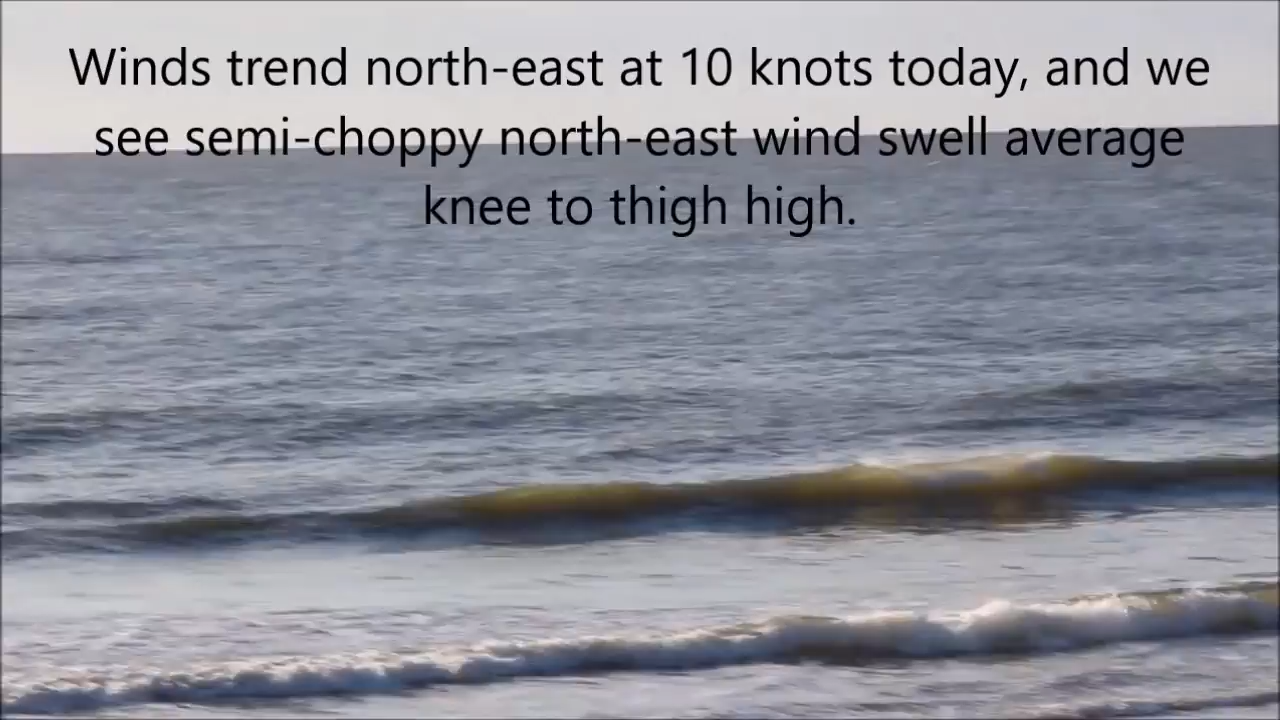 Winds trend north-east at 10 knots today, and we
see semi-choppy north-east wind swell average
knee to thigh high.